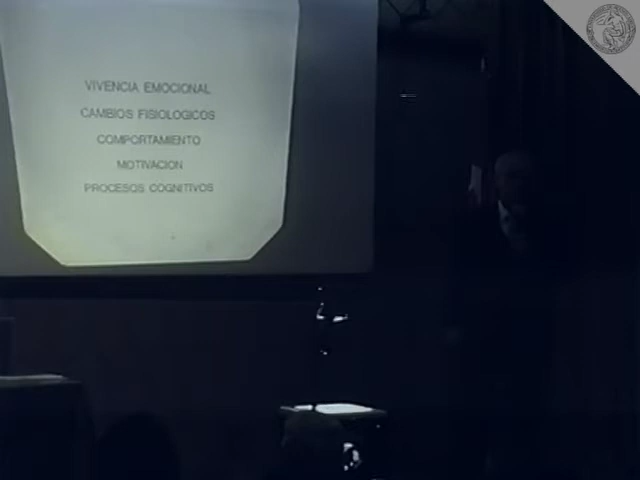 VIVENCIA EMOCIONAL
CAMBIOS FISIOLOGICOS
COMPORTAMIENTO
MOTIVACION
PROCESOS COGNITIVOS